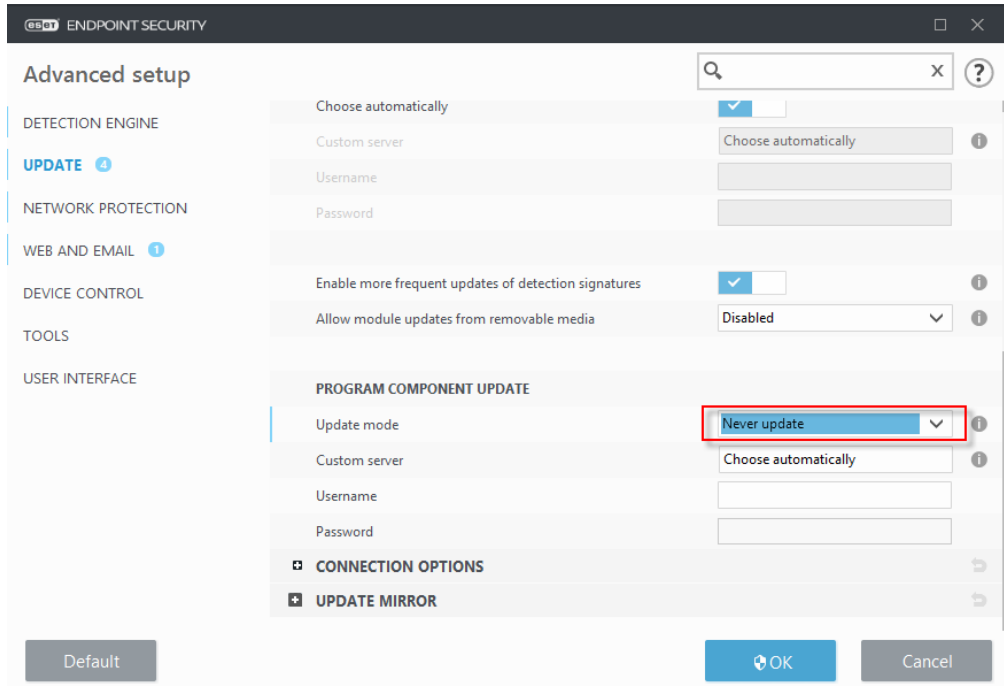 eset ENDPOINT SECURITY
Advanced setup
x
?
DETECTION ENGINE
UPDATE 4
NETWORK PROTECTION
WEB AND EMAIL 1
DEVICE CONTROL
TOOLS
USER INTERFACE
Choose automatically
Custom server Choose automatically
Username
Password
Enable more frequent updates of detection signatures
Allow module updates from removable media Disabled
PROGRAM COMPONENT UPDATE
Update mode Never update
Custom server Choose automatically
Username
Password
CONNECTION OPTIONS
UPDATE MIRROR
Default
OK
Cancel